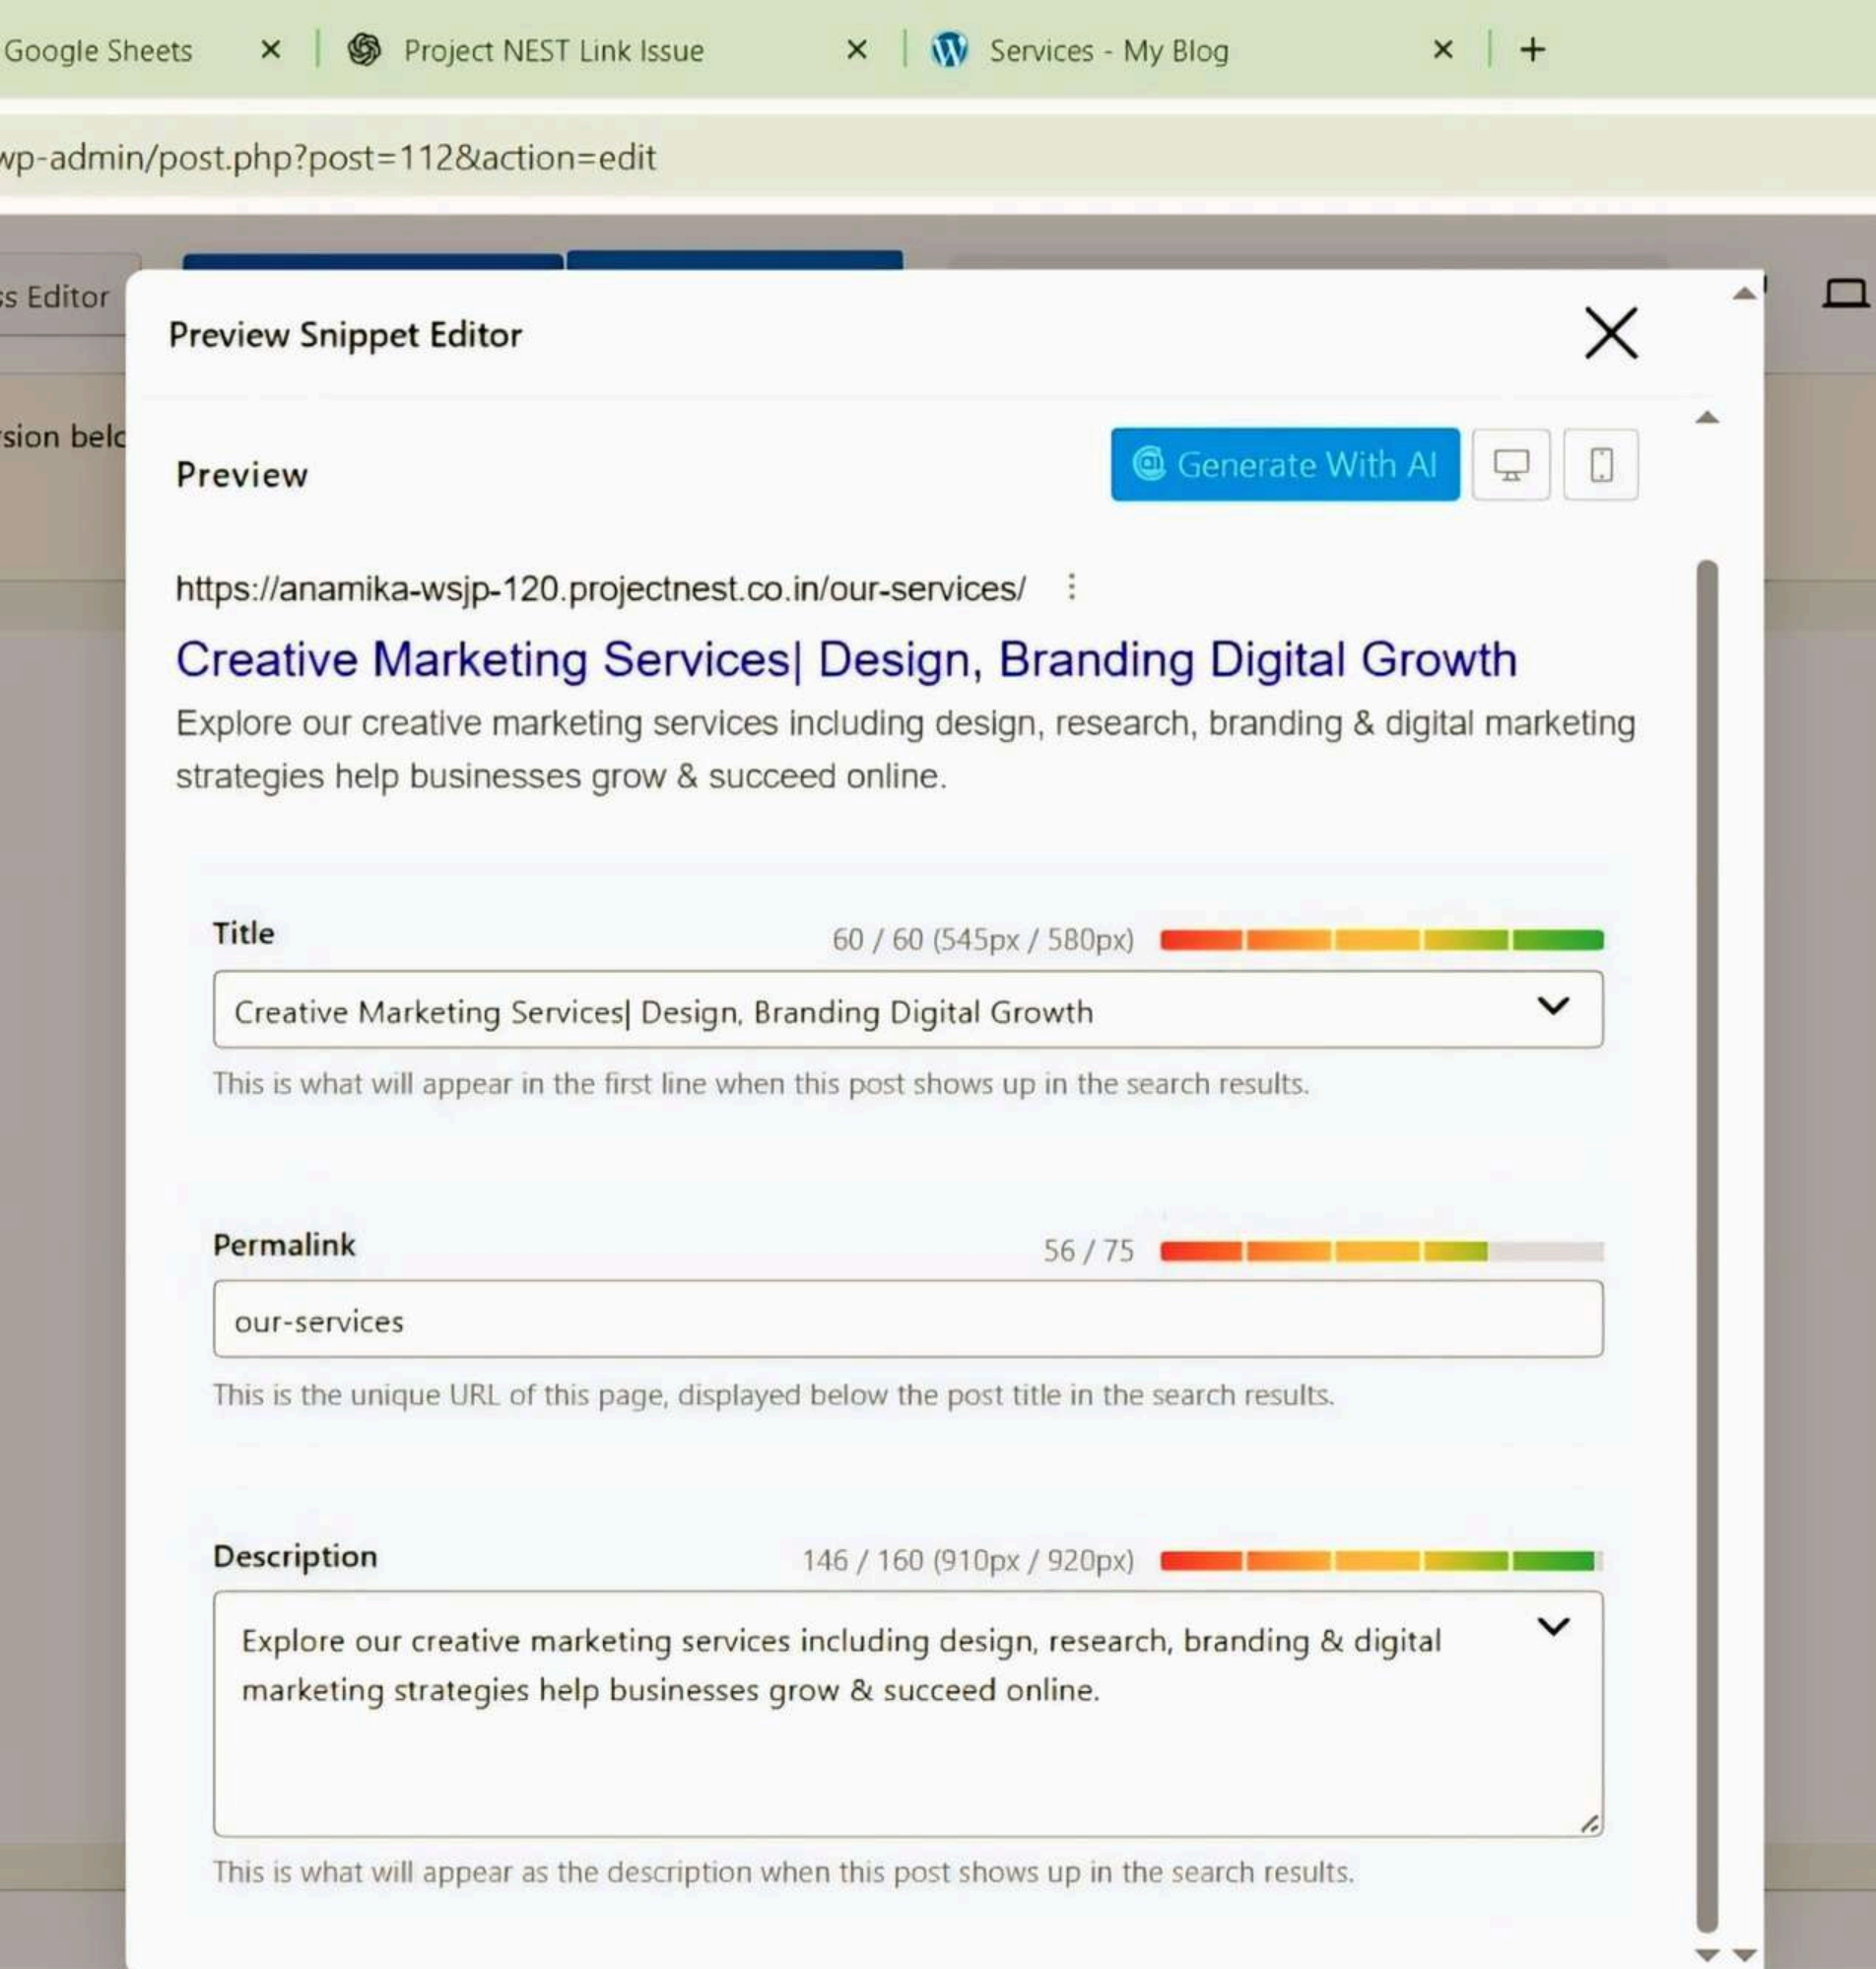 Google Sheets
Project NEST Link Issue
Services - My Blog
wp-admin/post.php?post=112&action=edit
Editor
Preview Snippet Editor
Preview
Generate With AI
https://anamika-wsjp-120.projectnest.co.in/our-services/
Creative Marketing Services| Design, Branding Digital Growth
Explore our creative marketing services including design, research, branding & digital marketing
strategies help businesses grow & succeed online.
Title
60 / 60 (545px / 580px)
Creative Marketing Services| Design, Branding Digital Growth
This is what will appear in the first line when this post shows up in the search results.
Permalink
56 / 75
our-services
This is the unique URL of this page, displayed below the post title in the search results.
Description
146 / 160 (910px / 920px)
Explore our creative marketing services including design, research, branding & digital
marketing strategies help businesses grow & succeed online.
This is what will appear as the description when this post shows up in the search results.